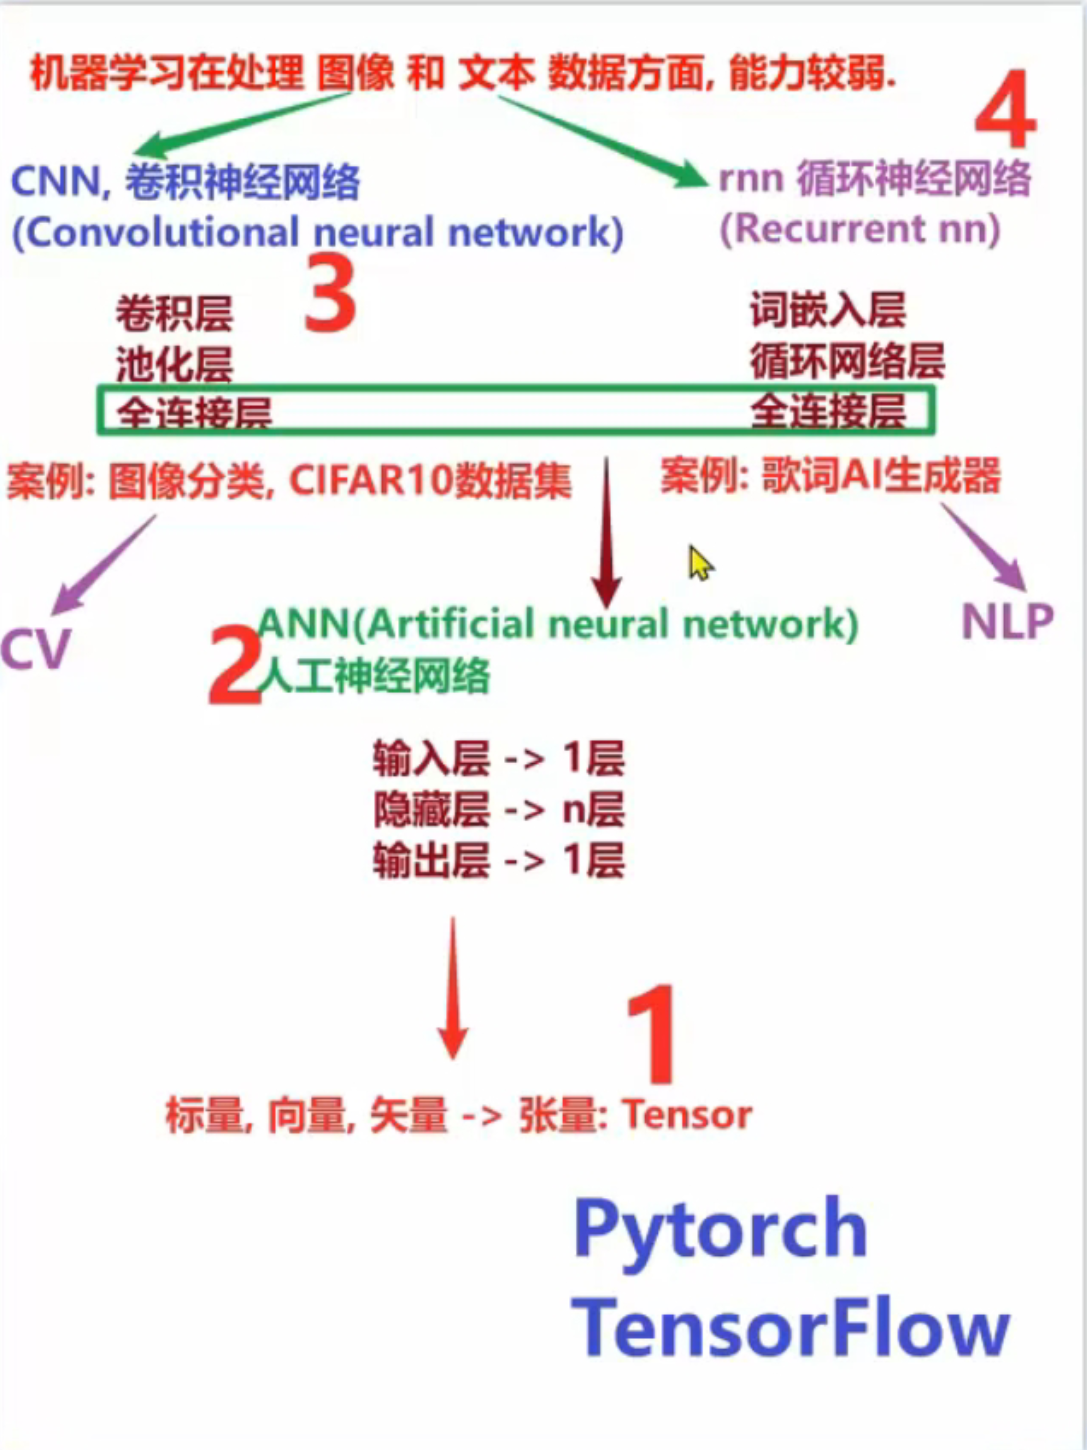 机器学习在处理 图像 和 文本 数据方面, 能力较弱.
4
CNN, 卷积神经网络
(Convolutional neural network)
rnn 循环神经网络
(Recurrent nn)
3
卷积层
池化层
全连接层
词嵌入层
循环网络层
全连接层
案例: 图像分类, CIFAR10数据集
案例: 歌词AI生成器
CV
NLP
2
ANN(Artificial neural network)
人工神经网络
输入层 -> 1层
隐藏层 -> n层
输出层 -> 1层
1
标量, 向量, 矢量 -> 张量: Tensor
Pytorch
TensorFlow